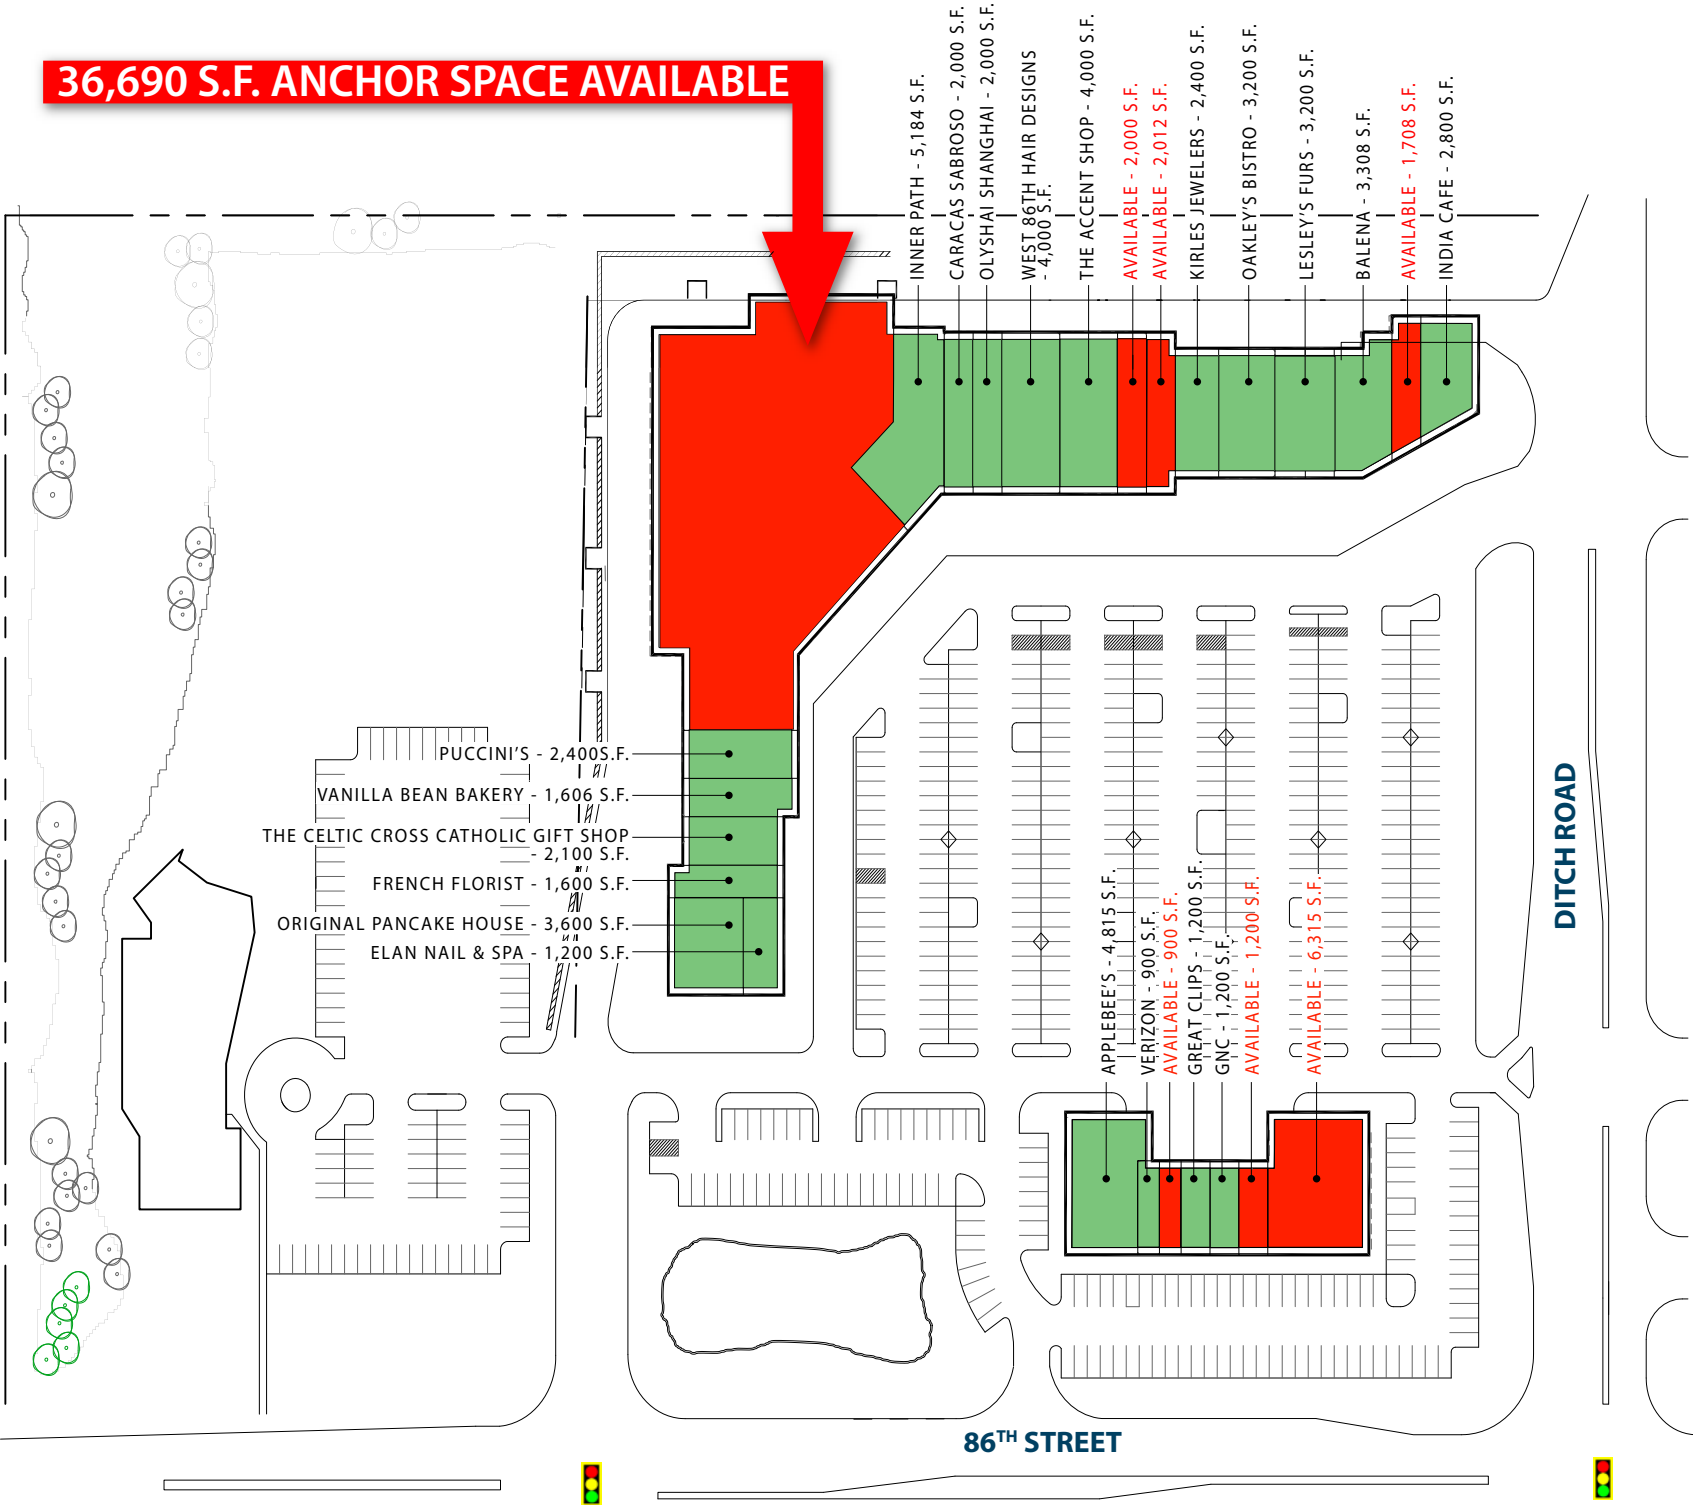 36,690 S.F. ANCHOR SPACE AVAILABLE
INNER PATH - 5,184 S.F.
CARACAS SABROSO - 2,000 S.F.
OLYSHAI SHANGHAI - 2,000 S.F.
WEST 86TH HAIR DESIGNS
- 4,000 S.F.
THE ACCENT SHOP - 4,000 S.F.
AVAILABLE - 2,000 S.F.
AVAILABLE - 2,012 S.F.
KIRLES JEWELERS - 2,400 S.F.
OAKLEY'S BISTRO - 3,200 S.F.
LESLEY'S FURS - 3,200 S.F.
BALENA - 3,308 S.F.
AVAILABLE - 1,708 S.F.
INDIA CAFE - 2,800 S.F.
PUCCINI'S - 2,400S.F.
VANILLA BEAN BAKERY - 1,606 S.F.
THE CELTIC CROSS CATHOLIC GIFT SHOP
- 2,100 S.F.
FRENCH FLORIST - 1,600 S.F.
ORIGINAL PANCAKE HOUSE - 3,600 S.F.
ELAN NAIL & SPA - 1,200 S.F.
APPLEBEE'S - 4,815 S.F.
VERIZON - 900 S.F.
AVAILABLE - 900 S.F.
GREAT CLIPS - 1,200 S.F.
GNC - 1,200 S.F.
AVAILABLE - 1,200 S.F.
AVAILABLE - 6,315 S.F.
DITCH ROAD
86TH STREET